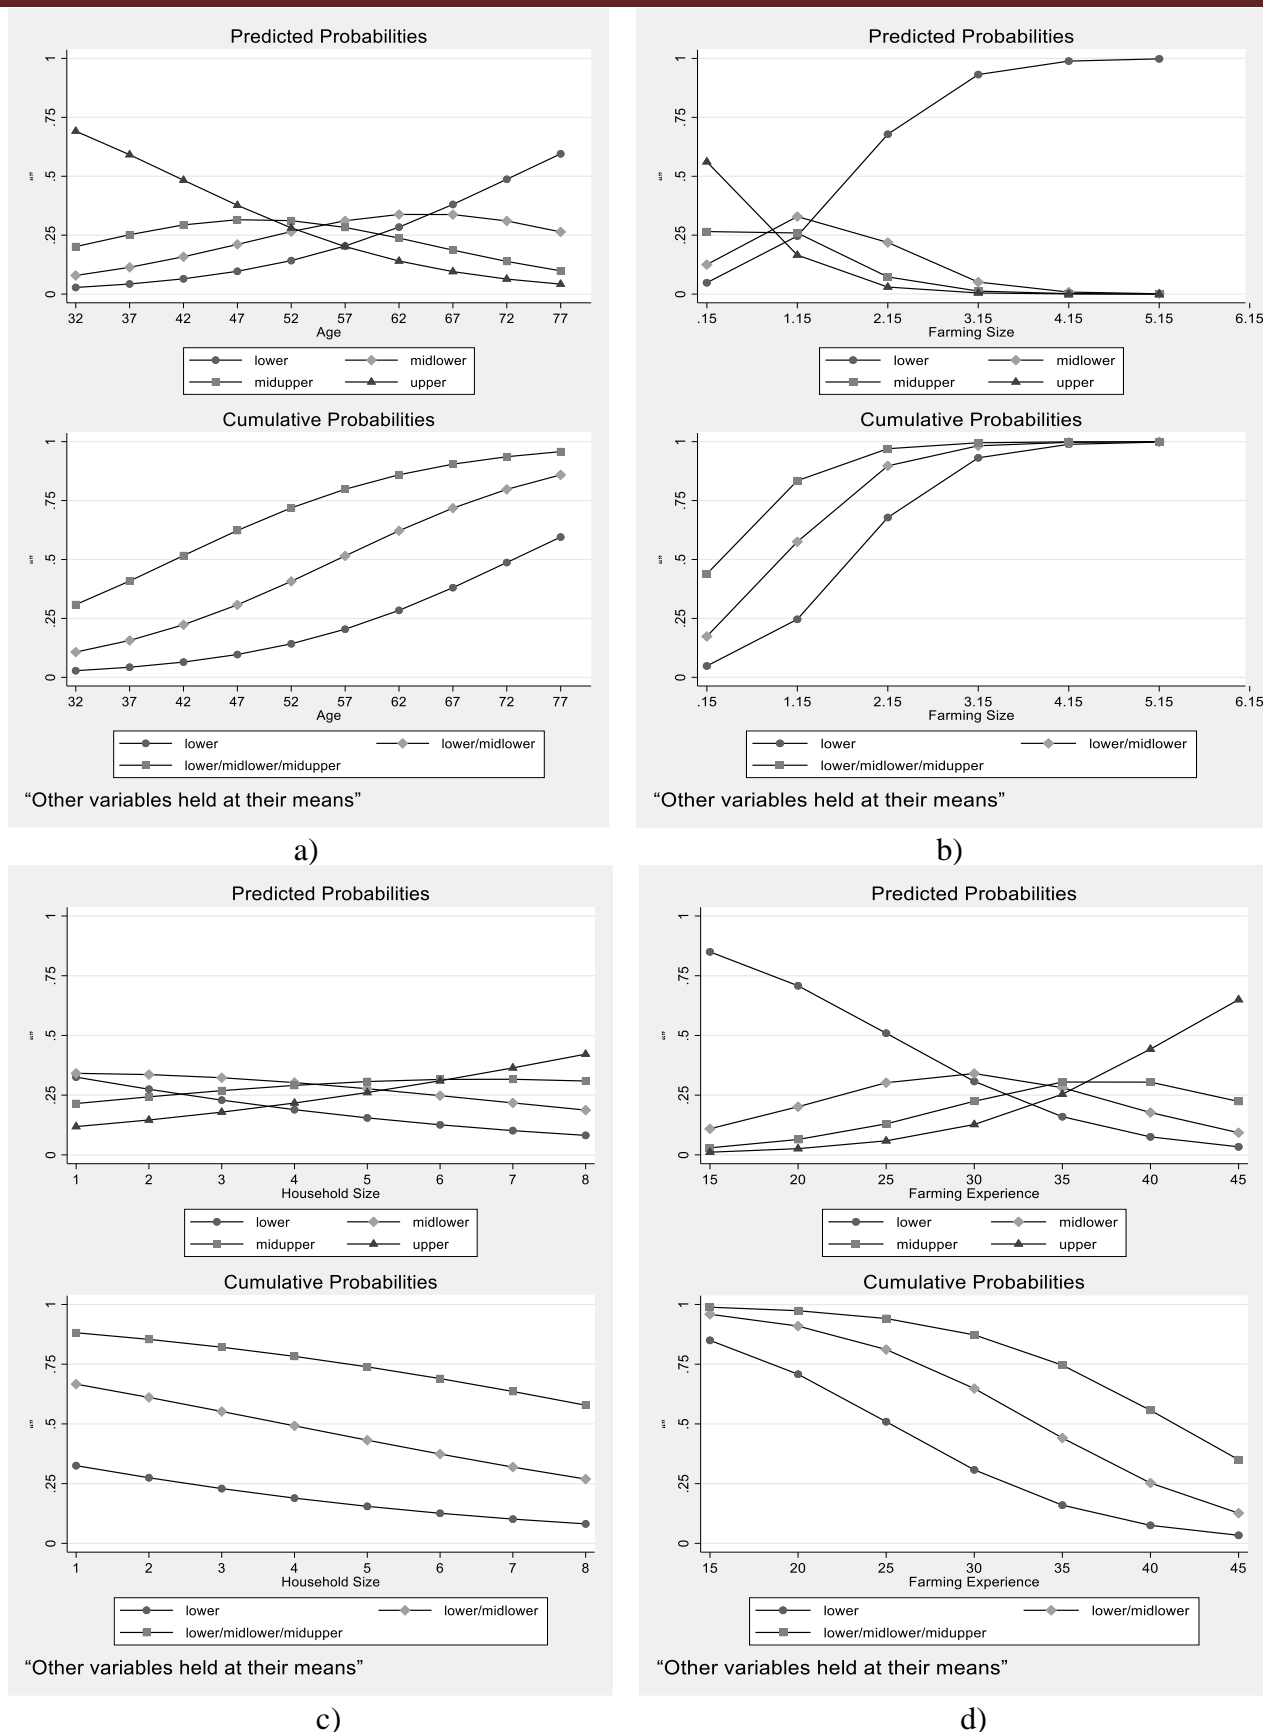 Predicted Probabilities
1
.75
.5
.25
0
“”
32 37 42 47 52 57 62 67 72 77
Age
lower midlower
midupper upper
Cumulative Probabilities
1
.75
.5
.25
0
“”
32 37 42 47 52 57 62 67 72 77
Age
lower lower/midlower
lower/midlower/midupper
“Other variables held at their means”
a)
Predicted Probabilities
1
.75
.5
.25
0
“”
.15 1.15 2.15 3.15 4.15 5.15 6.15
Farming Size
lower midlower
midupper upper
Cumulative Probabilities
1
.75
.5
.25
0
“”
.15 1.15 2.15 3.15 4.15 5.15 6.15
Farming Size
lower lower/midlower
lower/midlower/midupper
“Other variables held at their means”
b)
Predicted Probabilities
1
.75
.5
.25
0
“”
1 2 3 4 5 6 7 8
Household Size
lower midlower
midupper upper
Cumulative Probabilities
1
.75
.5
.25
0
“”
1 2 3 4 5 6 7 8
Household Size
lower lower/midlower
lower/midlower/midupper
“Other variables held at their means”
c)
Predicted Probabilities
1
.75
.5
.25
0
“”
15 20 25 30 35 40 45
Farming Experience
lower midlower
midupper upper
Cumulative Probabilities
1
.75
.5
.25
0
“”
15 20 25 30 35 40 45
Farming Experience
lower lower/midlower
lower/midlower/midupper
“Other variables held at their means”
d)